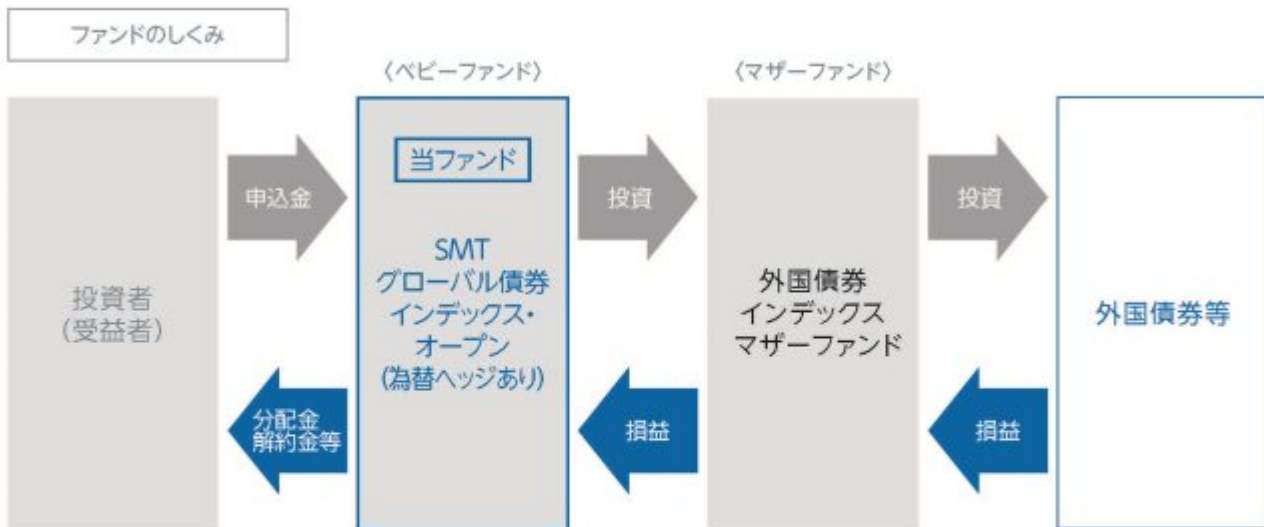 ファンドのしくみ
〈ベビーファンド〉
〈マザーファンド〉
投資者
(受益者)
申込金
分配金
解約金等
当ファンド
SMT
グローバル債券
インデックス・
オープン
(為替ヘッジあり)
投資
損益
外国債券
インデックス
マザーファンド
投資
損益
外国債券等